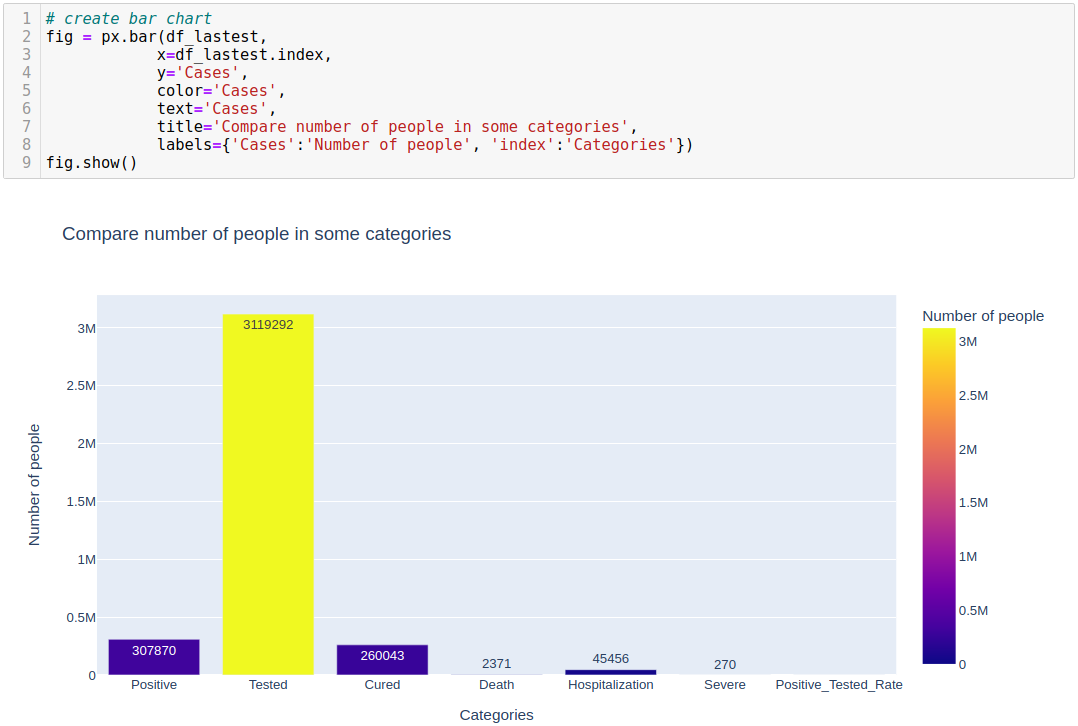 1 # create bar chart
2 fig = px.bar(df_lastest,
3             x=df_lastest.index,
4             y='Cases',
5             color='Cases',
6             text='Cases',
7             title='Compare number of people in some categories',
8             labels={'Cases':'Number of people', 'index':'Categories'})
9 fig.show()
Compare number of people in some categories
Number of people
3M
2.5M
2M
1.5M
1M
0.5M
0
307870
3119292
260043
2371
45456
270
Positive Tested Cured Death Hospitalization Severe Positive_Tested_Rate
Categories
Number of people
3M
2.5M
2M
1.5M
1M
0.5M
0